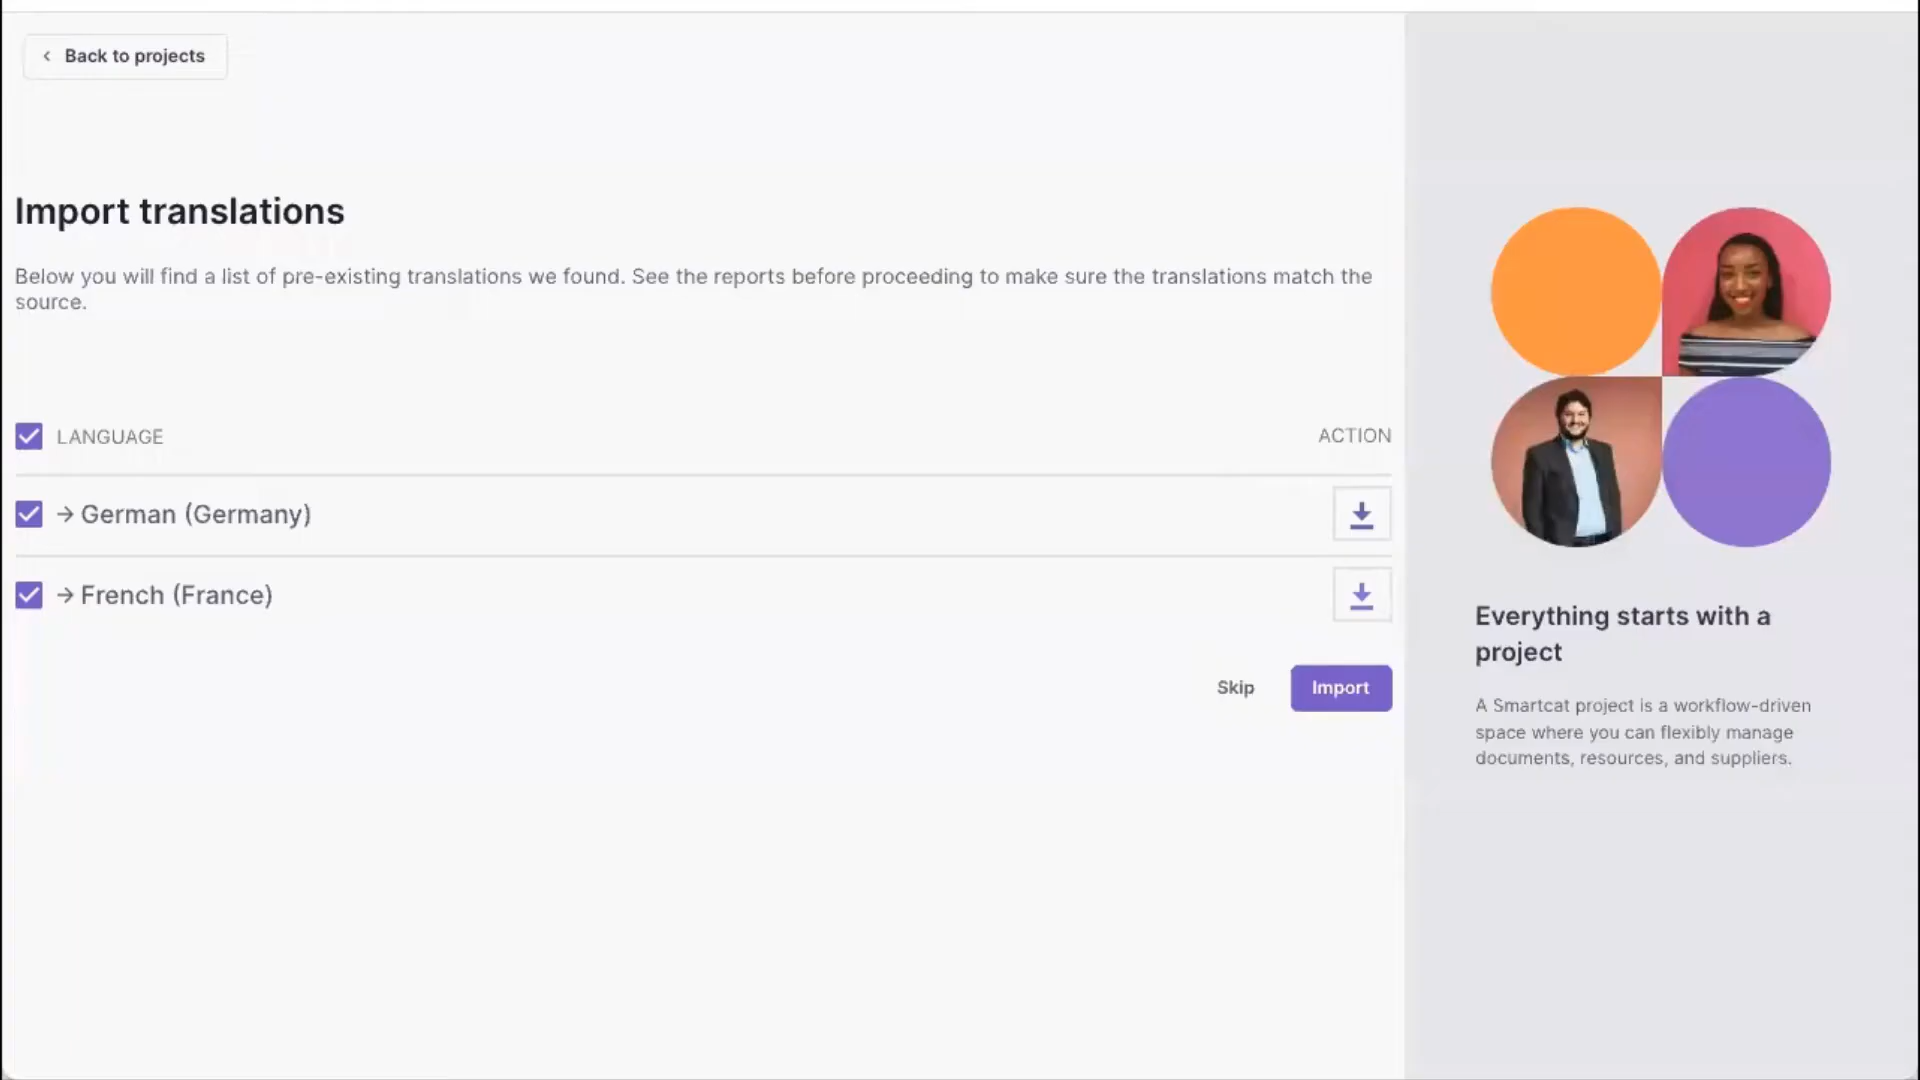 Back to projects
Import translations
Below you will find a list of pre-existing translations we found. See the reports before proceeding to make sure the translations match the
source.
LANGUAGE
ACTION
→ German (Germany)
→ French (France)
Skip
Import
Everything starts with a
project
A Smartcat project is a workflow-driven
space where you can flexibly manage
documents, resources, and suppliers.